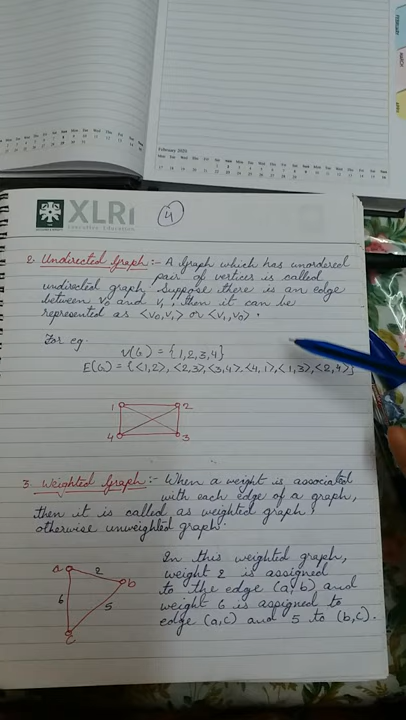 February 2020
XLRi
Executive Education
4
2. Undirected Graph :- A Graph which has unordered
pair of vertices is called
undirected graph. Suppose there is an edge
between v0 and v1, then it can be
represented as <v0,v1> or <v1,v0>.
For eg.
V(G) = {1,2,3,4}
E(G) = {<1,2>, <2,3>, <3,4>, <4,1>, <1,3>, <2,4>}
1 2
4 3
3. Weighted Graph :- When a weight is associated
with each edge of a graph,
then it is called as weighted graph,
otherwise unweighted graph.
In this weighted graph,
weight 2 is assigned
to the edge (a,b) and
weight 6 is assigned to
edge (a,c) and 5 to (b,c).
a 2 b
6 5
c